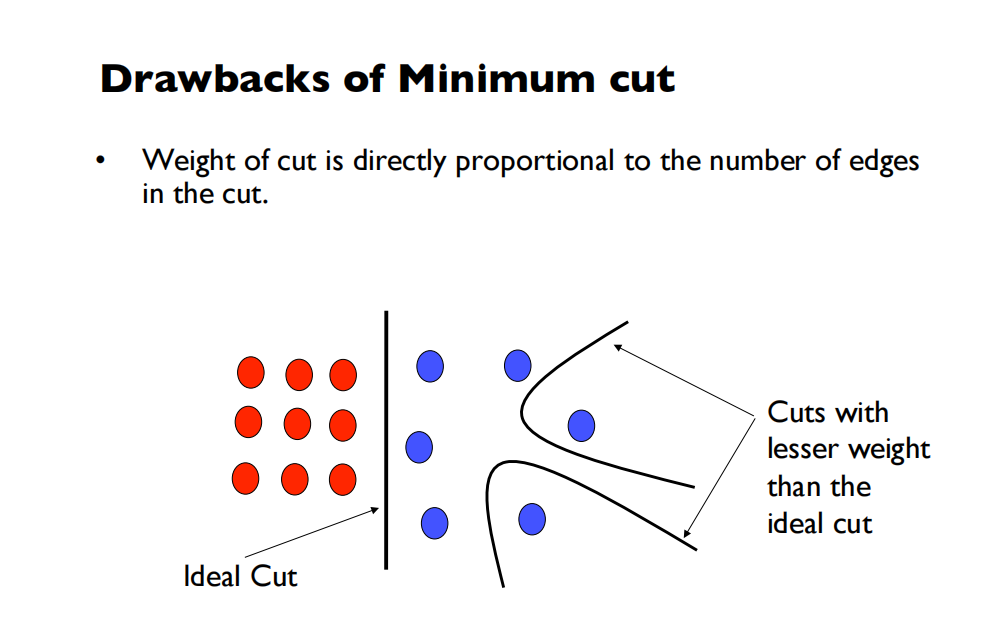 Drawbacks of Minimum cut
• Weight of cut is directly proportional to the number of edges
in the cut.
Cuts with
lesser weight
than the
ideal cut
Ideal Cut